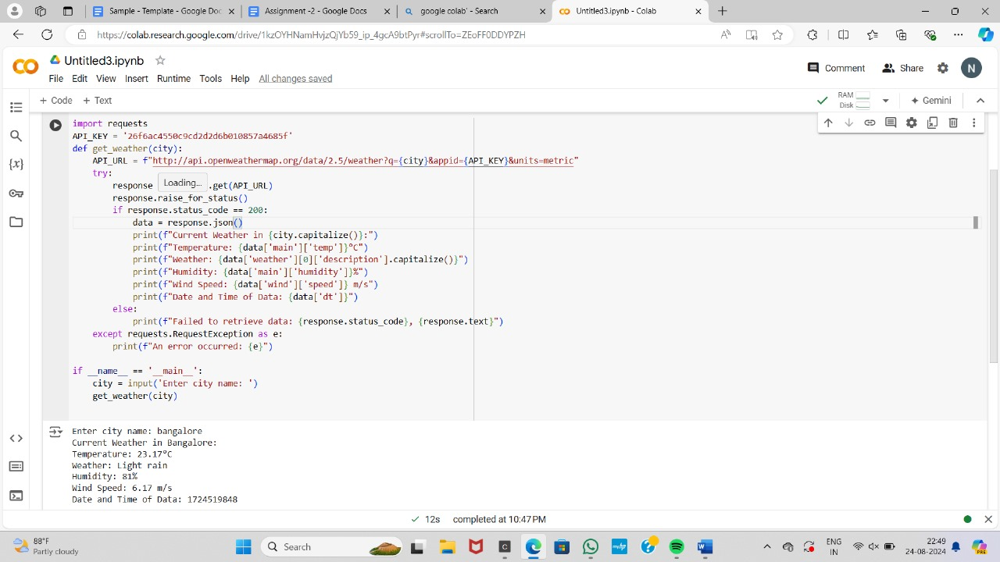 Sample - Template - Google Doc
Assignment -2 - Google Docs
google colab' - Search
Untitled3.ipynb - Colab
https://colab.research.google.com/drive/1kzOYHNamHvjzQjYb59_ip_4gcA9btPyr#scrollTo=ZEoFF0DDYPZH
Untitled3.ipynb
Comment
Share
N
File Edit View Insert Runtime Tools Help All changes saved
+ Code + Text
RAM
Disk
Gemini
import requests
API_KEY = '26f6ac4550c9cd2d2d6b010857a4685f'
def get_weather(city):
API_URL = f"http://api.openweathermap.org/data/2.5/weather?q={city}&appid={API_KEY}&units=metric"
try:
response Loading... .get(API_URL)
response.raise_for_status()
if response.status_code == 200:
data = response.json()
print(f"Current Weather in {city.capitalize()}:")
print(f"Temperature: {data['main']['temp']}°C")
print(f"Weather: {data['weather'][0]['description'].capitalize()}")
print(f"Humidity: {data['main']['humidity']}%")
print(f"Wind Speed: {data['wind']['speed']} m/s")
print(f"Date and Time of Data: {data['dt']}")
else:
print(f"Failed to retrieve data: {response.status_code}, {response.text}")
except requests.RequestException as e:
print(f"An error occurred: {e}")
if __name__ == '__main__':
city = input('Enter city name: ')
get_weather(city)
Enter city name: bangalore
Current Weather in Bangalore:
Temperature: 23.17°C
Weather: Light rain
Humidity: 81%
Wind Speed: 6.17 m/s
Date and Time of Data: 1724519848
12s completed at 10:47 PM
88°F
Partly cloudy
Search
ENG
IN
22:49
24-08-2024